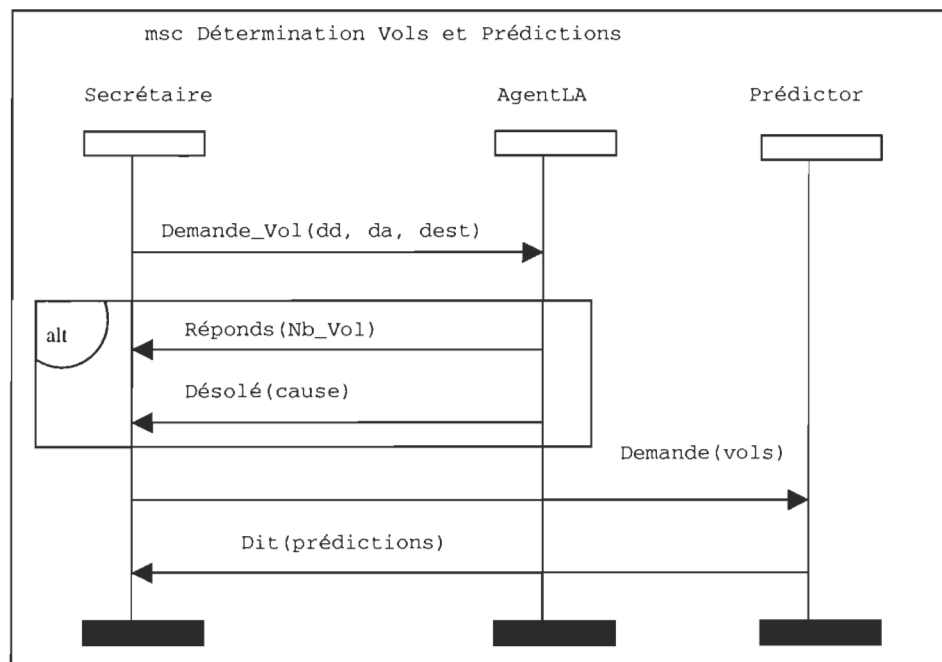 msc Détermination Vols et Prédictions
Secrétaire
AgentLA
Prédictor
Demande_Vol(dd, da, dest)
alt
Réponds(Nb_Vol)
Désolé(cause)
Demande(vols)
Dit(prédictions)